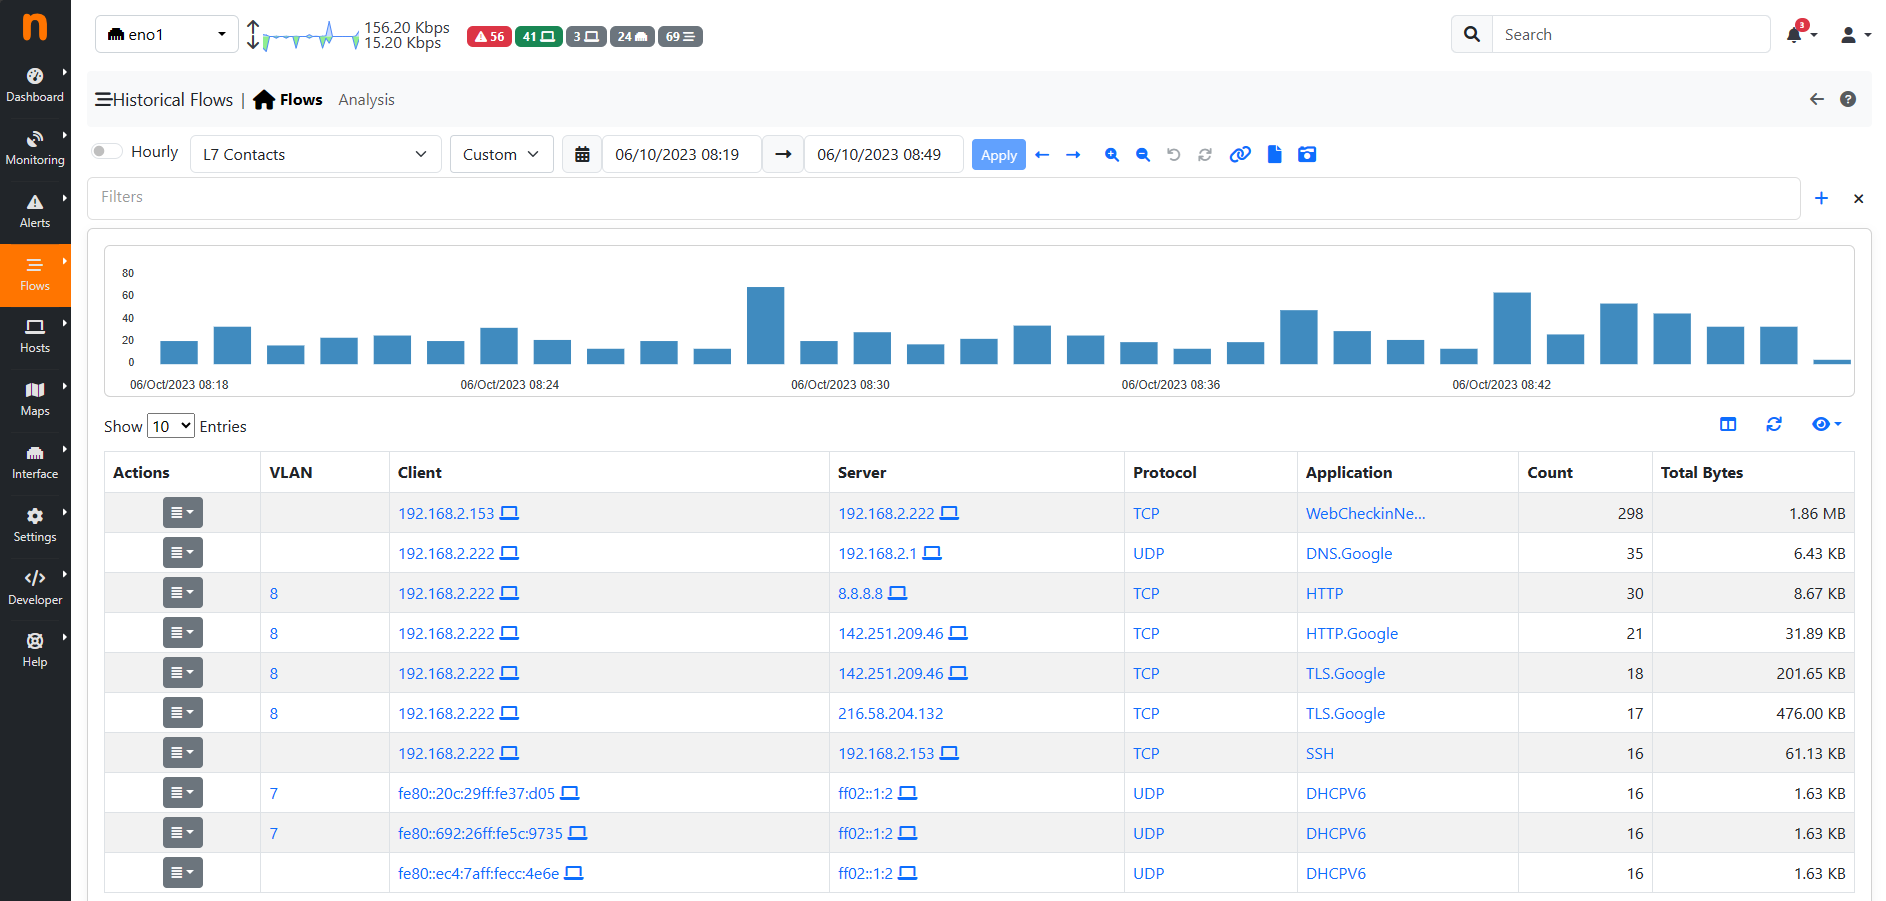 n
eno1
156.20 Kbps
15.20 Kbps
56
41
3
24
69
Search
3
Dashboard
Monitoring
Alerts
Flows
Hosts
Maps
Interface
Settings
Developer
Help
Historical Flows | Flows Analysis
Hourly
L7 Contacts
Custom
06/10/2023 08:19
06/10/2023 08:49
Apply
Filters
80
60
40
20
0
06/Oct/2023 08:18
06/Oct/2023 08:24
06/Oct/2023 08:30
06/Oct/2023 08:36
06/Oct/2023 08:42
Show 10 Entries
Actions VLAN Client Server Protocol Application Count Total Bytes
192.168.2.153 192.168.2.222 TCP WebCheckinNe... 298 1.86 MB
192.168.2.222 192.168.2.1 UDP DNS.Google 35 6.43 KB
8 192.168.2.222 8.8.8.8 TCP HTTP 30 8.67 KB
8 192.168.2.222 142.251.209.46 TCP HTTP.Google 21 31.89 KB
8 192.168.2.222 142.251.209.46 TCP TLS.Google 18 201.65 KB
8 192.168.2.222 216.58.204.132 TCP TLS.Google 17 476.00 KB
192.168.2.222 192.168.2.153 TCP SSH 16 61.13 KB
7 fe80::20c:29ff:fe37:d05 ff02::1:2 UDP DHCPV6 16 1.63 KB
7 fe80::692:26ff:fe5c:9735 ff02::1:2 UDP DHCPV6 16 1.63 KB
fe80::ec4:7aff:fecc:4e6e ff02::1:2 UDP DHCPV6 16 1.63 KB